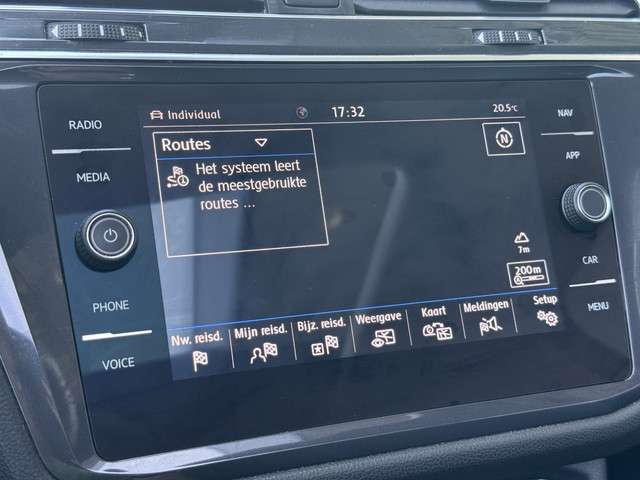 Individual
17:32
20.5°C
RADIO
MEDIA
PHONE
VOICE
NAV
APP
CAR
MENU
Routes
Het systeem leert
de meestgebruikte
routes ...
N
7m
200m
Nw. reisd.
Mijn reisd.
Bijz. reisd.
Weergave
Kaart
Meldingen
Setup